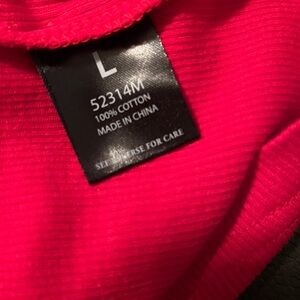 L
52314M
100% COTTON
MADE IN CHINA
SEE REVERSE FOR CARE